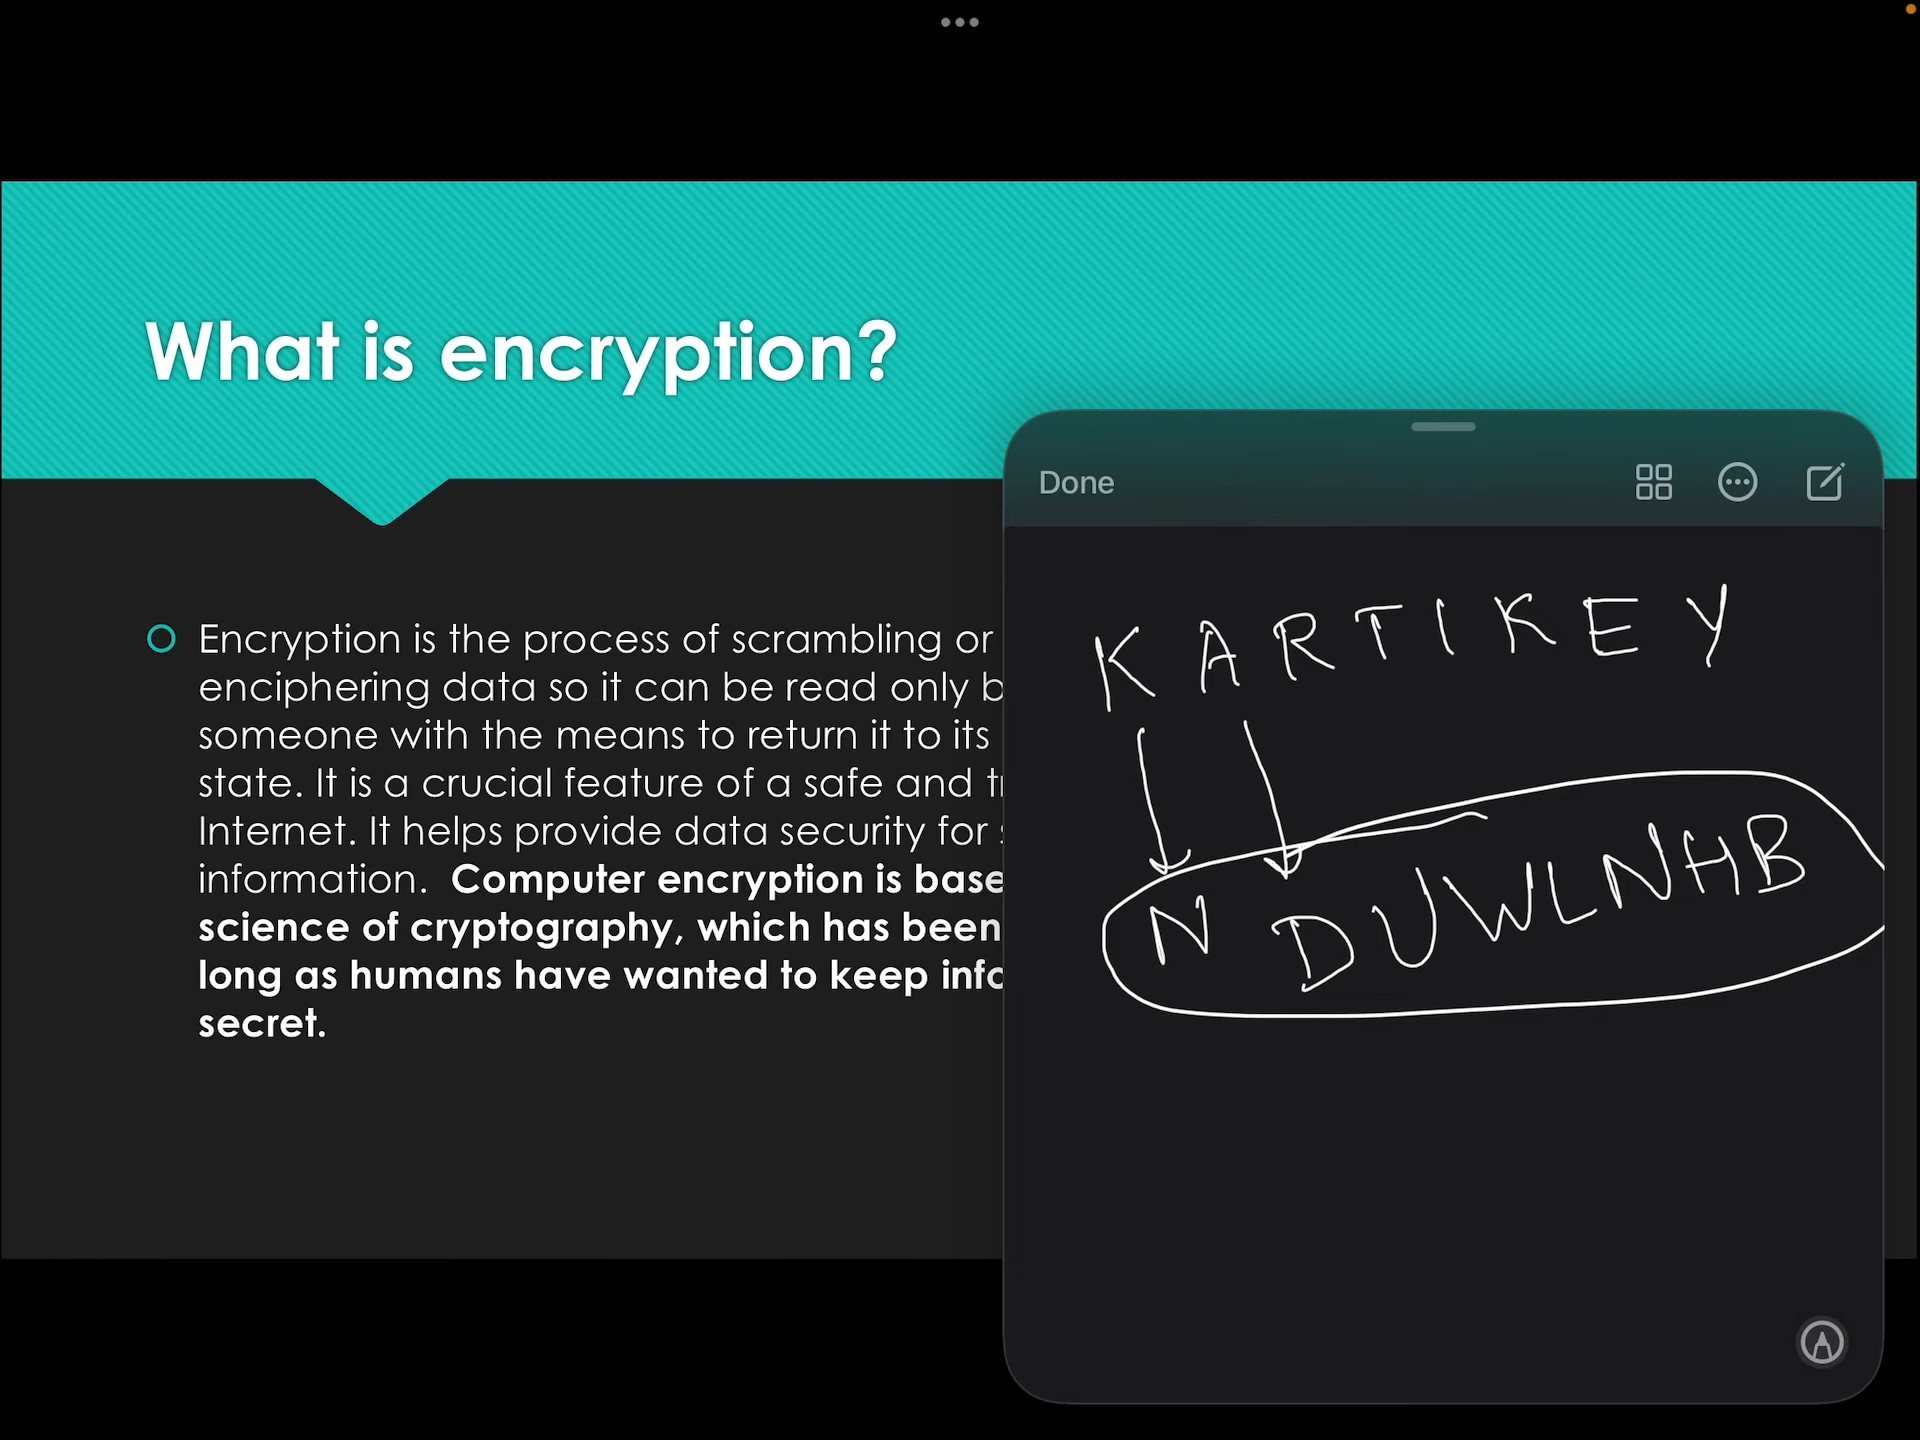 What is encryption?
Encryption is the process of scrambling or
enciphering data so it can be read only
someone with the means to return it to its
state. It is a crucial feature of a safe and
Internet. It helps provide data security for
information. Computer encryption is
science of cryptography, which has been
long as humans have wanted to keep
secret.
Done
KARTIKEY
NDUWLNHB